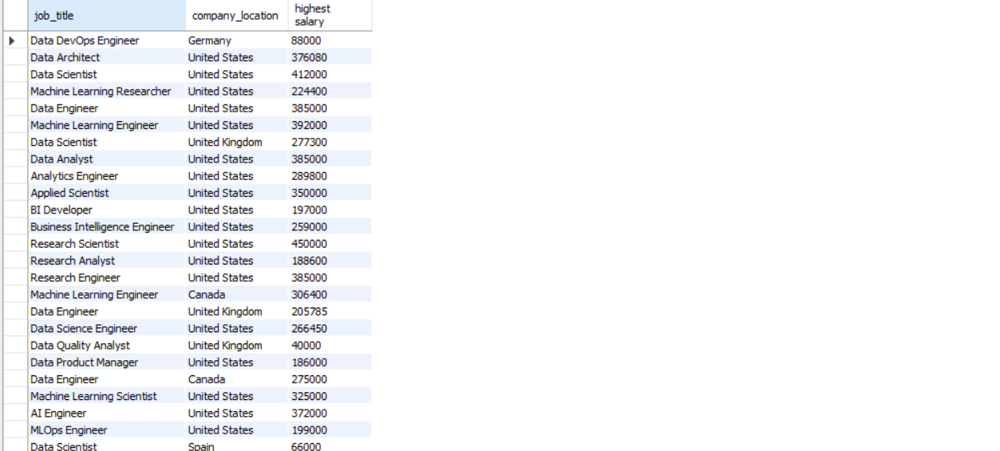 job_title company_location highest salary
Data DevOps Engineer Germany 88000
Data Architect United States 376080
Data Scientist United States 412000
Machine Learning Researcher United States 224400
Data Engineer United States 385000
Machine Learning Engineer United States 392000
Data Scientist United Kingdom 277300
Data Analyst United States 385000
Analytics Engineer United States 289800
Applied Scientist United States 350000
BI Developer United States 197000
Business Intelligence Engineer United States 259000
Research Scientist United States 450000
Research Analyst United States 188600
Research Engineer United States 385000
Machine Learning Engineer Canada 306400
Data Engineer United Kingdom 205785
Data Science Engineer United States 266450
Data Quality Analyst United Kingdom 40000
Data Product Manager United States 186000
Data Engineer Canada 275000
Machine Learning Scientist United States 325000
AI Engineer United States 372000
MLOps Engineer United States 199000
Data Scientist Spain 66000